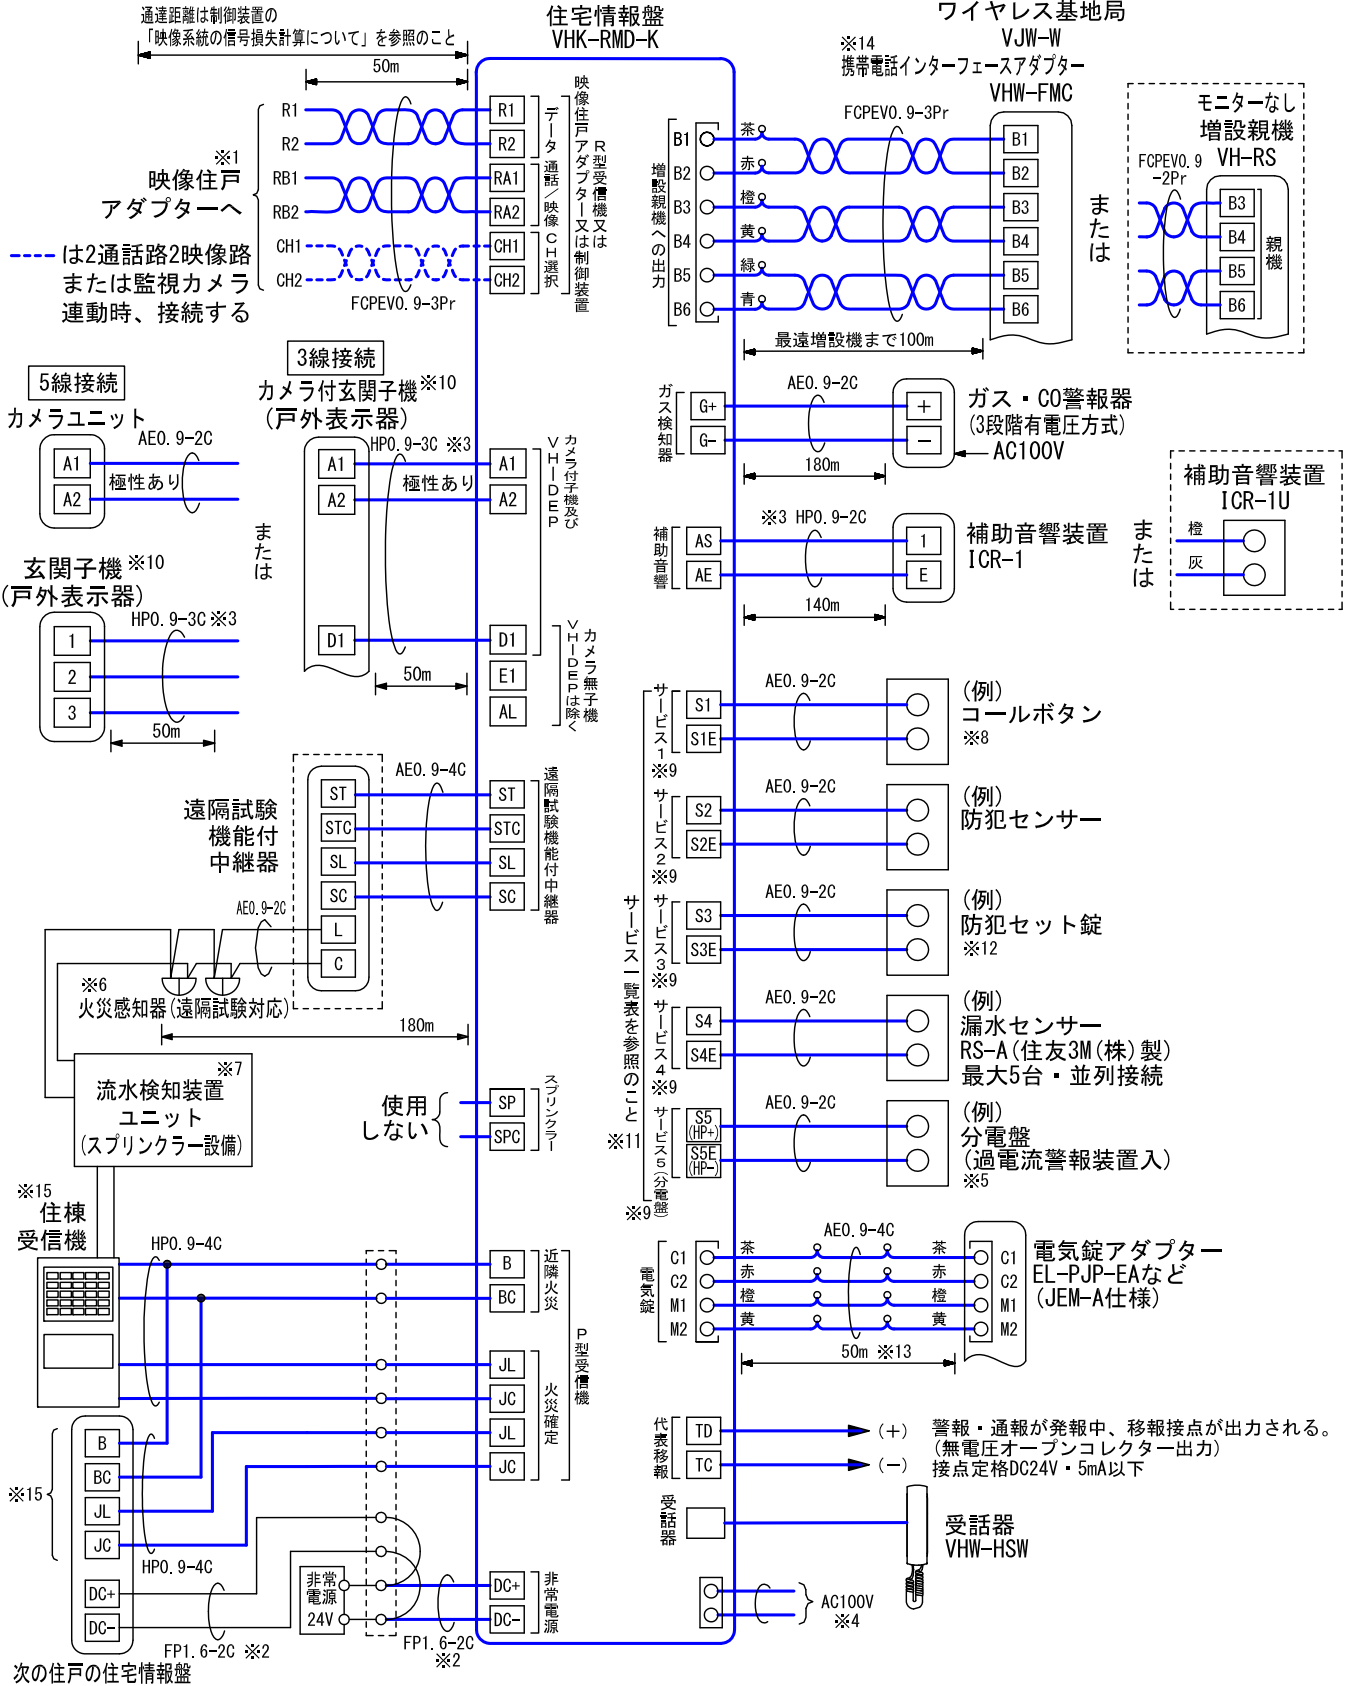 通達距離は制御装置の
「映像系統の信号損失計算について」を参照のこと
50m
住宅情報盤
VHK-RMD-K
ワイヤレス基地局
VJW-W
※14
携帯電話インターフェースアダプター
VHW-FMC
※1
映像住戸
アダプターへ
R1
R2
RB1
RB2
CH1
CH2
は2通話路2映像路
または監視カメラ
連動時、接続する
FCPEV0.9-3Pr
R1
R2
RA1
RA2
CH1
CH2
データ
通話/映像
CH選択
映像住戸アダプター又は制御装置
R型受信機又は
増設親機への出力
B1
B2
B3
B4
B5
B6
茶
赤
橙
黄
緑
青
FCPEV0.9-3Pr
B1
B2
B3
B4
B5
B6
最遠増設機まで100m
または
モニターなし
増設親機
VH-RS
FCPEV0.9
-2Pr
B3
B4
B5
B6
親機
5線接続
カメラユニット
AE0.9-2C
A1
A2
極性あり
玄関子機※10
(戸外表示器)
HP0.9-3C※3
1
2
3
50m
または
3線接続
カメラ付玄関子機※10
(戸外表示器)
HP0.9-3C ※3
A1
A2
極性あり
D1
50m
A1
A2
D1
E1
AL
カメラ付子機及び
VHーDEP
カメラ無子機
VHーDEPは除く
ガス検知器
G+
G-
AE0.9-2C
+
-
180m
ガス・CO警報器
(3段階有電圧方式)
AC100V
補助音響
AS
AE
※3 HP0.9-2C
1
E
140m
補助音響装置
ICR-1
または
補助音響装置
ICR-1U
橙
灰
遠隔試験
機能付
中継器
ST
STC
SL
SC
L
C
AE0.9-4C
ST
STC
SL
SC
遠隔試験機能付中継器
AE0.9-2C
※6
火災感知器(遠隔試験対応)
180m
※7
流水検知装置
ユニット
(スプリンクラー設備)
使用
しない
SP
SPC
スプリンクラー
サービス一覧表を参照のこと
※11
サービス1
※9
S1
S1E
AE0.9-2C
(例)
コールボタン
※8
サービス2
※9
S2
S2E
AE0.9-2C
(例)
防犯センサー
サービス3
※9
S3
S3E
AE0.9-2C
(例)
防犯セット錠
※12
サービス4
※9
S4
S4E
AE0.9-2C
(例)
漏水センサー
RS-A(住友3M(株)製)
最大5台・並列接続
サービス5(分電盤)
※9
S5
(HP+)
S5E
(HP-)
AE0.9-2C
(例)
分電盤
(過電流警報装置入)
※5
※15
住棟
受信機
HP0.9-4C
B
BC
JL
JC
JL
JC
近隣火災
火災確定
P型受信機
※15
B
BC
JL
JC
DC+
DC-
HP0.9-4C
FP1.6-2C ※2
次の住戸の住宅情報盤
非常
電源
24V
FP1.6-2C
※2
DC+
DC-
非常電源
電気錠
C1
C2
M1
M2
茶
赤
橙
黄
AE0.9-4C
茶
赤
橙
黄
C1
C2
M1
M2
50m ※13
電気錠アダプター
EL-PJP-EAなど
(JEM-A仕様)
代表移報
TD
TC
(+)
(-)
警報・通報が発報中、移報接点が出力される。
(無電圧オープンコレクター出力)
接点定格DC24V・5mA以下
受話器
受話器
VHW-HSW
AC100V
※4